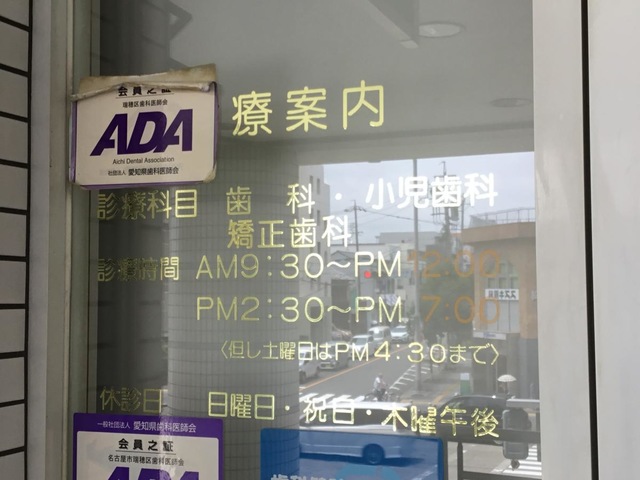 会員之証
瑞穂区歯科医師会
ADA
Aichi Dental Association
社団法人 愛知県歯科医師会
療案内
診療科目 歯科・小児歯科
矯正歯科
診療時間 AM9:30〜PM12:00
PM2:30〜PM7:00
〈但し土曜日はPM4:30まで〉
休診日 日曜日・祝日・木曜午後
一般社団法人 愛知県歯科医師会
会員之証
名古屋市瑞穂区歯科医師会
ADA